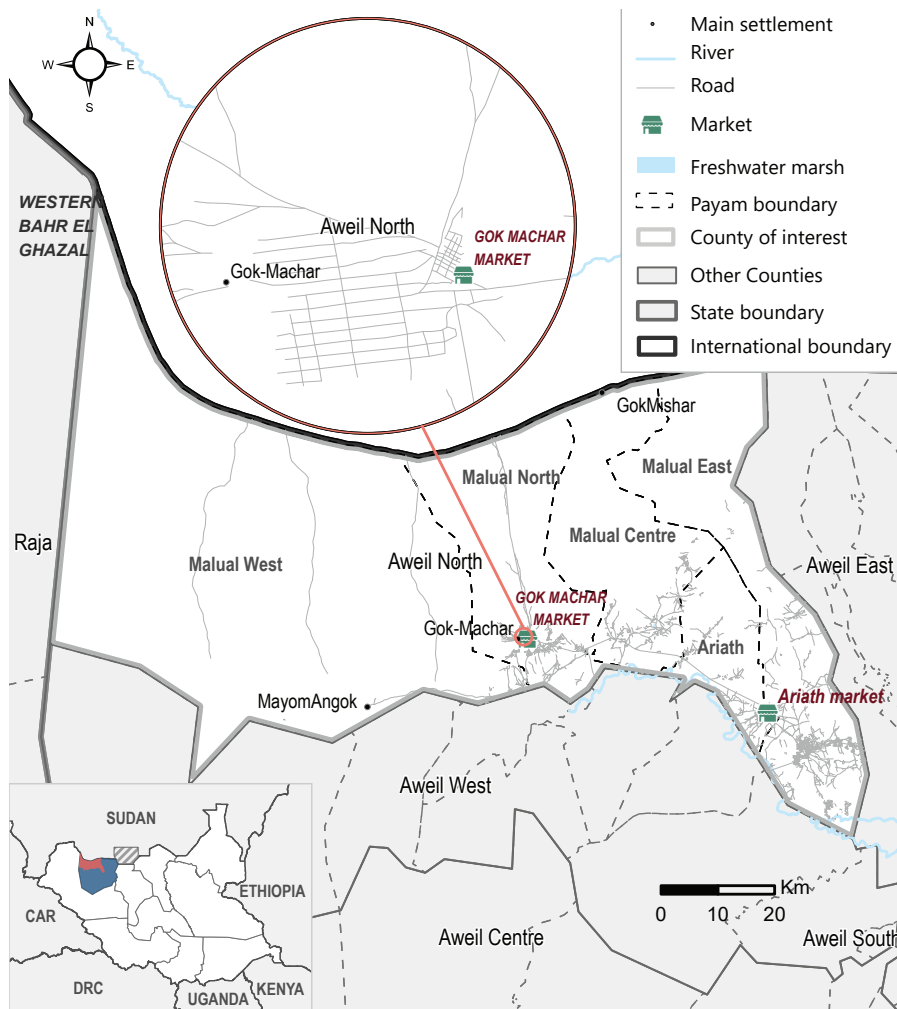 N
W
E
S
Main settlement
River
Road
Market
Freshwater marsh
Payam boundary
County of interest
Other Counties
State boundary
International boundary
WESTERN
BAHR EL
GHAZAL
Aweil North
GOK MACHAR
MARKET
Gok-Machar
GokMishar
Malual North
Malual East
Malual Centre
Raja
Malual West
Aweil North
Aweil East
GOK MACHAR
MARKET
Gok-Machar
Ariath
Ariath market
MayomAngok
Aweil West
SUDAN
ETHIOPIA
CAR
DRC
UGANDA
KENYA
Km
0 10 20
Aweil Centre
Aweil South